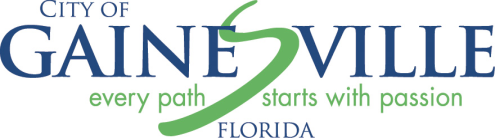 CITY OF
GAINESVILLE
every path starts with passion
FLORIDA